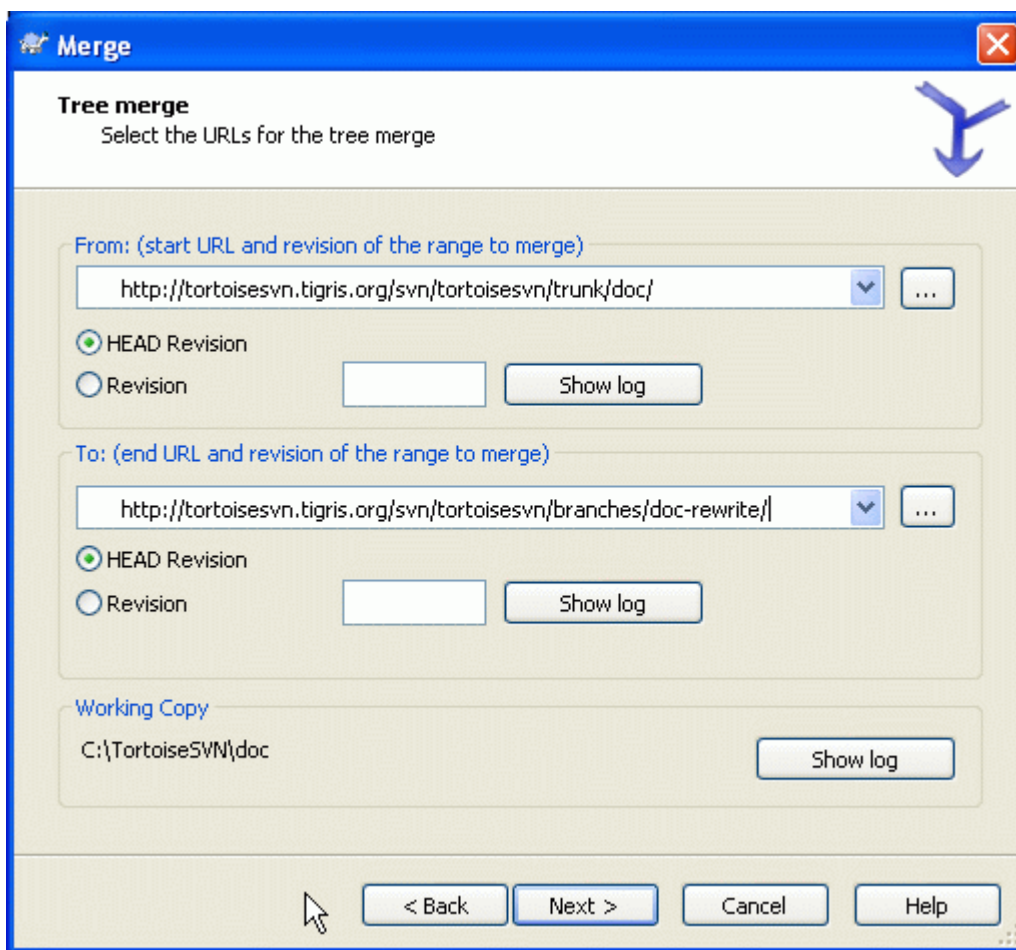 Merge
Tree merge
Select the URLs for the tree merge
From: (start URL and revision of the range to merge)
http://tortoisesvn.tigris.org/svn/tortoisesvn/trunk/doc/
...
HEAD Revision
Revision
Show log
To: (end URL and revision of the range to merge)
http://tortoisesvn.tigris.org/svn/tortoisesvn/branches/doc-rewrite/
...
HEAD Revision
Revision
Show log
Working Copy
C:\TortoiseSVN\doc
Show log
< Back Next > Cancel Help